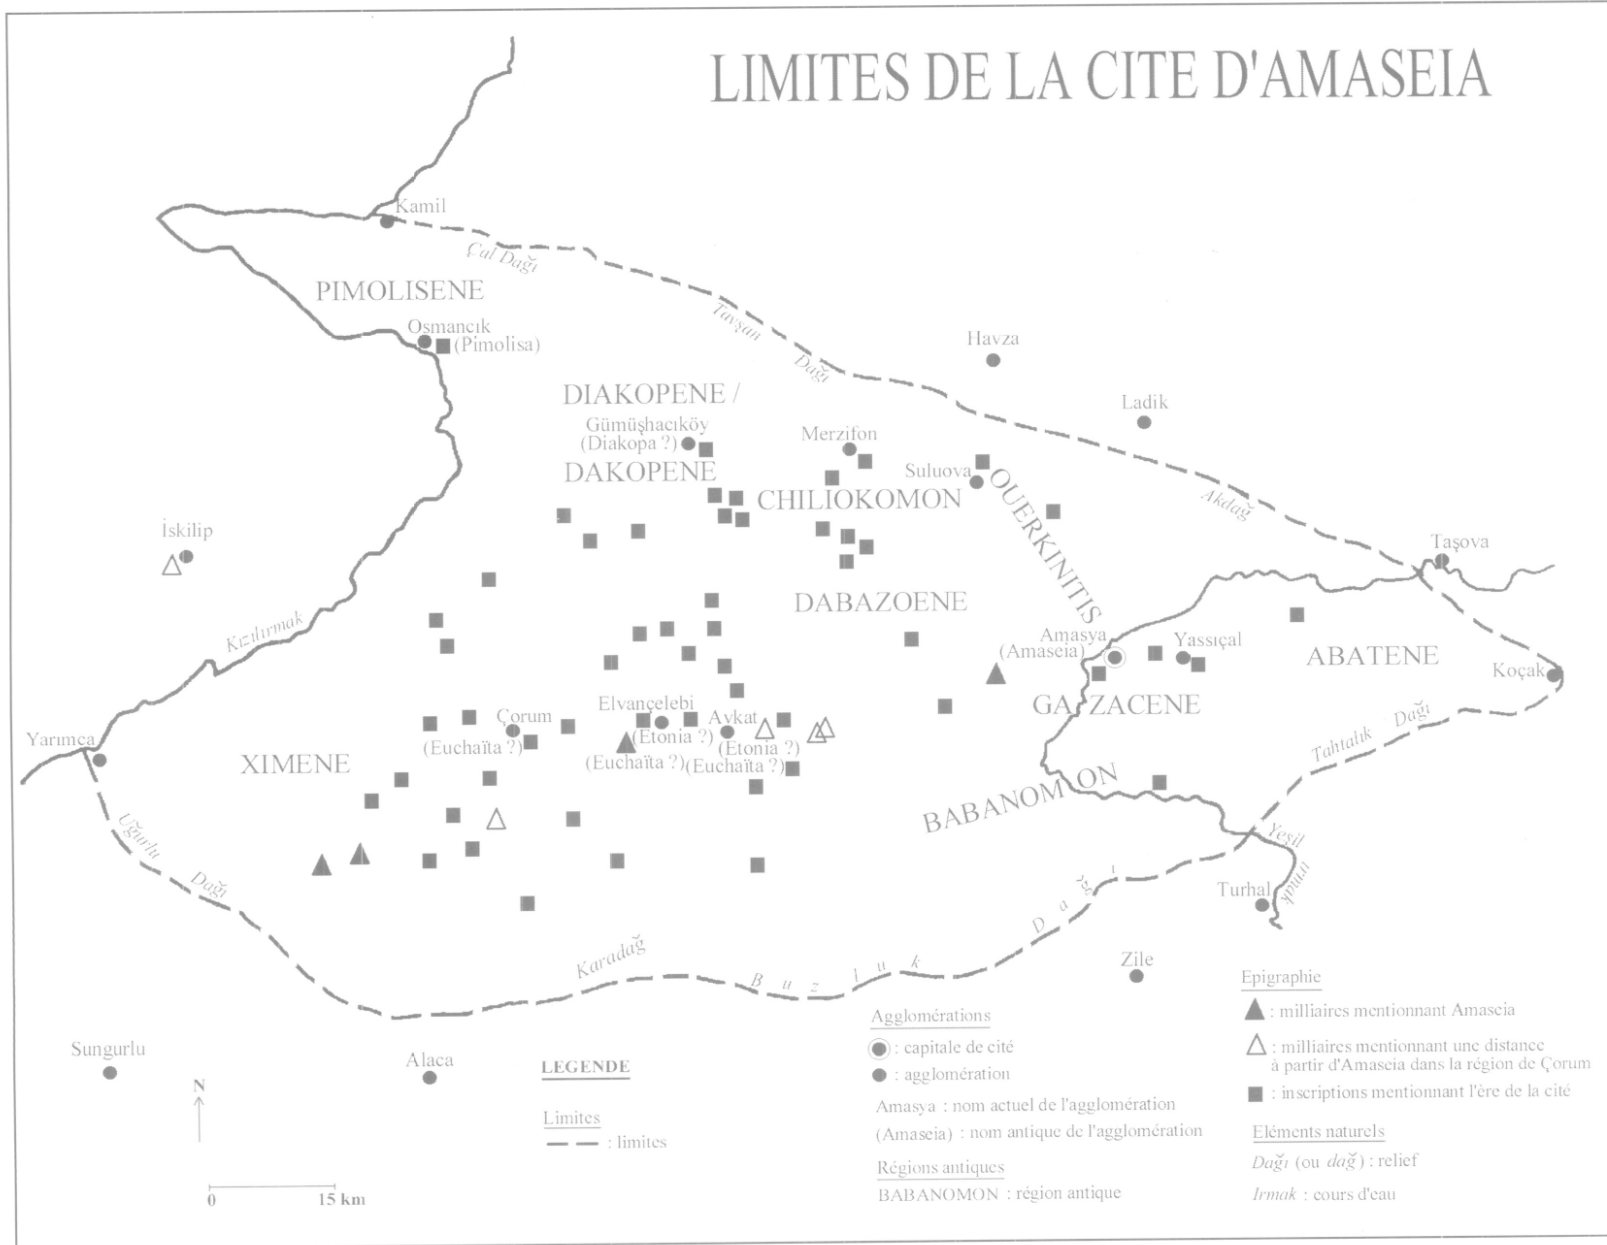 LIMITES DE LA CITE D'AMASEIA
Kamil
Çal Dağı
PIMOLISENE
Tavşan
Dağı
Osmancık
(Pimolisa)
Havza
DIAKOPENE /
Gümüşhacıköy
(Diakopa ?)
DAKOPENE
Merzifon
Ladik
Suluova
CHILIOKOMON
OUERKINITIS
Akdağ
İskilip
Taşova
Kızılırmak
DABAZOENE
Amasya
(Amaseia)
Yassıçal
ABATENE
Koçak
GAZACENE
Elvançelebi
(Etonia ?)
(Euchaïta ?)
Avkat
(Etonia ?)
(Euchaïta ?)
Çorum
(Euchaïta ?)
Yarımca
XIMENE
Tahtalık Dağı
BABANOMON
Uğurlu
Dağı
Yeşil
ırmak
Turhal
Karadağ
Buzluk Dağı
Zile
Sungurlu
Alaca
N
0 15 km
LEGENDE
Limites
: limites
Agglomérations
: capitale de cité
: agglomération
Amasya : nom actuel de l'agglomération
(Amaseia) : nom antique de l'agglomération
Régions antiques
BABANOMON : région antique
Epigraphie
: milliaires mentionnant Amaseia
: milliaires mentionnant une distance
à partir d'Amaseia dans la région de Çorum
: inscriptions mentionnant l'ère de la cité
Eléments naturels
Dağı (ou dağ) : relief
Irmak : cours d'eau